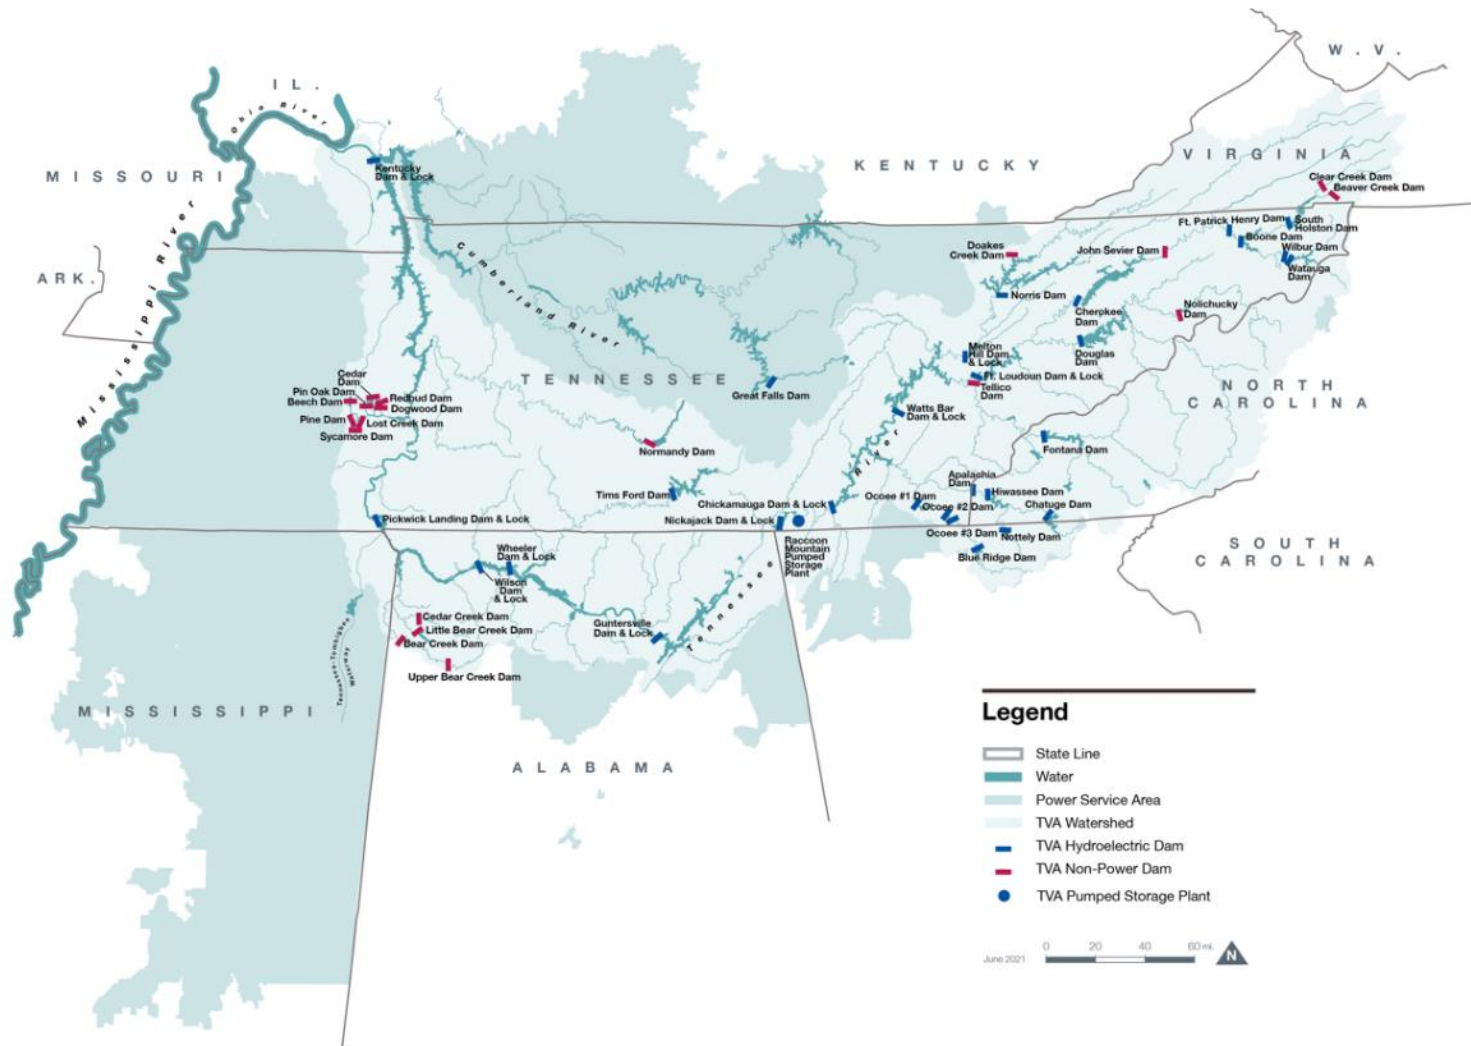 W. V.
IL.
Ohio River
MISSOURI
KENTUCKY
VIRGINIA
Kentucky
Dam & Lock
Clear Creek Dam
Beaver Creek Dam
Ft. Patrick Henry Dam
South
Holston Dam
Boone Dam
Wilbur Dam
Watauga
Dam
Doakes
Creek Dam
John Sevier Dam
ARK.
Mississippi River
Cumberland River
Norris Dam
Cherokee
Dam
Nolichucky
Dam
Melton
Hill Dam
& Lock
Douglas
Dam
Ft. Loudoun Dam & Lock
Tellico
Dam
TENNESSEE
Great Falls Dam
NORTH
CAROLINA
Cedar
Dam
Pin Oak Dam
Beech Dam
Redbud Dam
Dogwood Dam
Pine Dam
Lost Creek Dam
Sycamore Dam
Watts Bar
Dam & Lock
Normandy Dam
Fontana Dam
Tims Ford Dam
Chickamauga Dam & Lock
Nickajack Dam & Lock
Raccoon
Mountain
Pumped
Storage
Plant
Apalashia
Dam
Hiwassee Dam
Ocoee #1 Dam
Ocoee #2 Dam
Chatuge Dam
Ocoee #3 Dam
Nottely Dam
Blue Ridge Dam
SOUTH
CAROLINA
Pickwick Landing Dam & Lock
Wheeler
Dam & Lock
Wilson
Dam
& Lock
Guntersville
Dam & Lock
Tennessee River
Cedar Creek Dam
Little Bear Creek Dam
Bear Creek Dam
Upper Bear Creek Dam
Tennessee-Tombigbee
Waterway
MISSISSIPPI
ALABAMA
Legend
State Line
Water
Power Service Area
TVA Watershed
TVA Hydroelectric Dam
TVA Non-Power Dam
TVA Pumped Storage Plant
June 2021
0 20 40 60 mi.
N